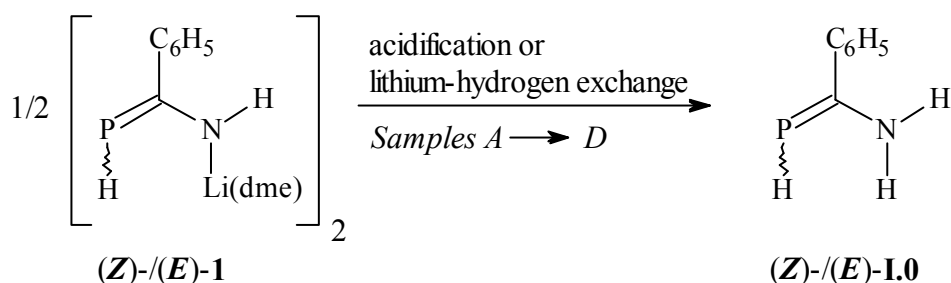 C6H5
C6H5
acidification or
lithium-hydrogen exchange
1/2
H
H
P
N
P
N
Samples A → D
H
Li(dme)
H
H
2
(Z)-/(E)-1
(Z)-/(E)-I.0